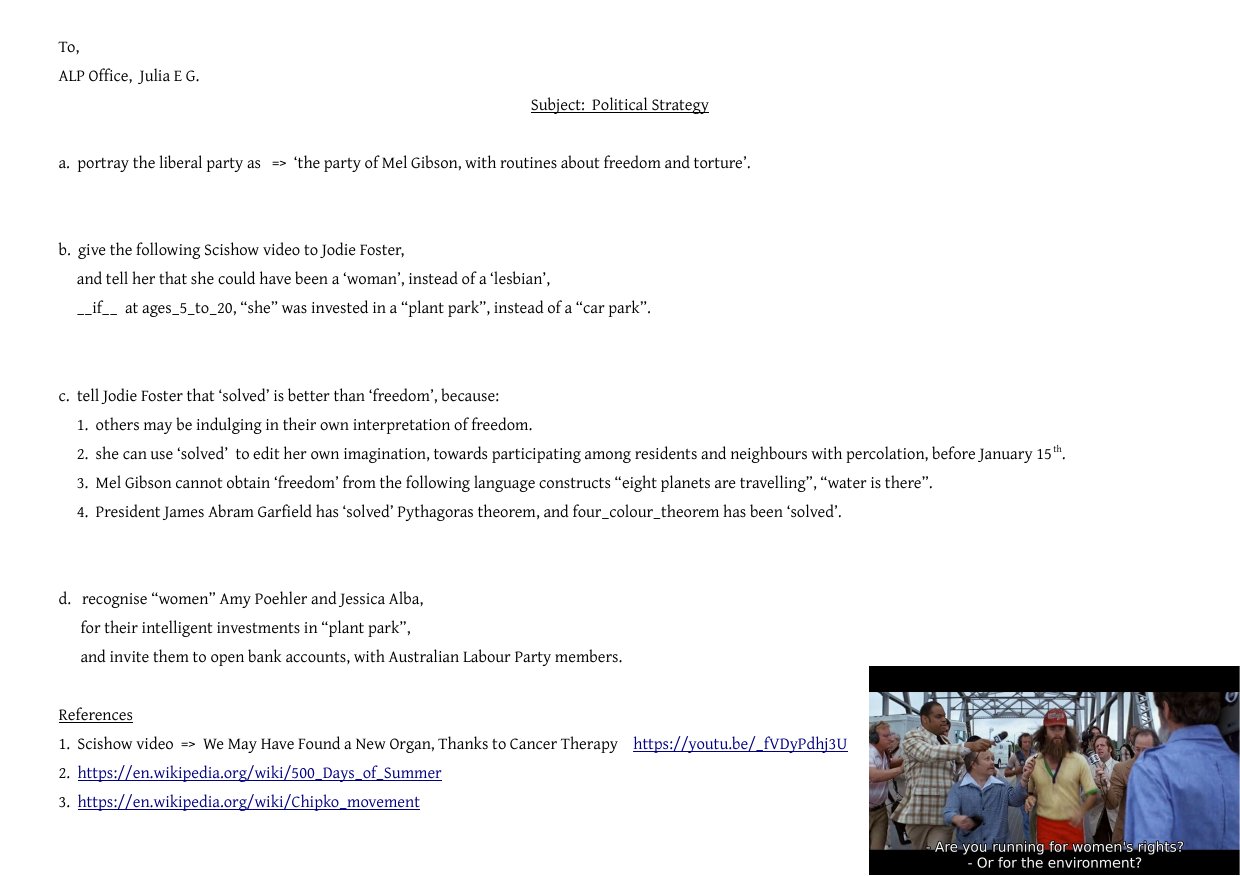 To,
ALP Office,  Julia E G.
Subject:  Political Strategy
a.  portray the liberal party as   =>  ‘the party of Mel Gibson, with routines about freedom and torture’.
b.  give the following Scishow video to Jodie Foster,
and tell her that she could have been a ‘woman’, instead of a ‘lesbian’,
__if__  at ages_5_to_20, “she” was invested in a “plant park”, instead of a “car park”.
c.  tell Jodie Foster that ‘solved’ is better than ‘freedom’, because:
1.  others may be indulging in their own interpretation of freedom.
2.  she can use ‘solved’  to edit her own imagination, towards participating among residents and neighbours with percolation, before January 15th.
3.  Mel Gibson cannot obtain ‘freedom’ from the following language constructs “eight planets are travelling”, “water is there”.
4.  President James Abram Garfield has ‘solved’ Pythagoras theorem, and four_colour_theorem has been ‘solved’.
d.   recognise “women” Amy Poehler and Jessica Alba,
for their intelligent investments in “plant park”,
and invite them to open bank accounts, with Australian Labour Party members.
References
1.  Scishow video  =>  We May Have Found a New Organ, Thanks to Cancer Therapy    https://youtu.be/_fVDyPdhj3U
2.  https://en.wikipedia.org/wiki/500_Days_of_Summer
3.  https://en.wikipedia.org/wiki/Chipko_movement
- Are you running for women's rights?
- Or for the environment?